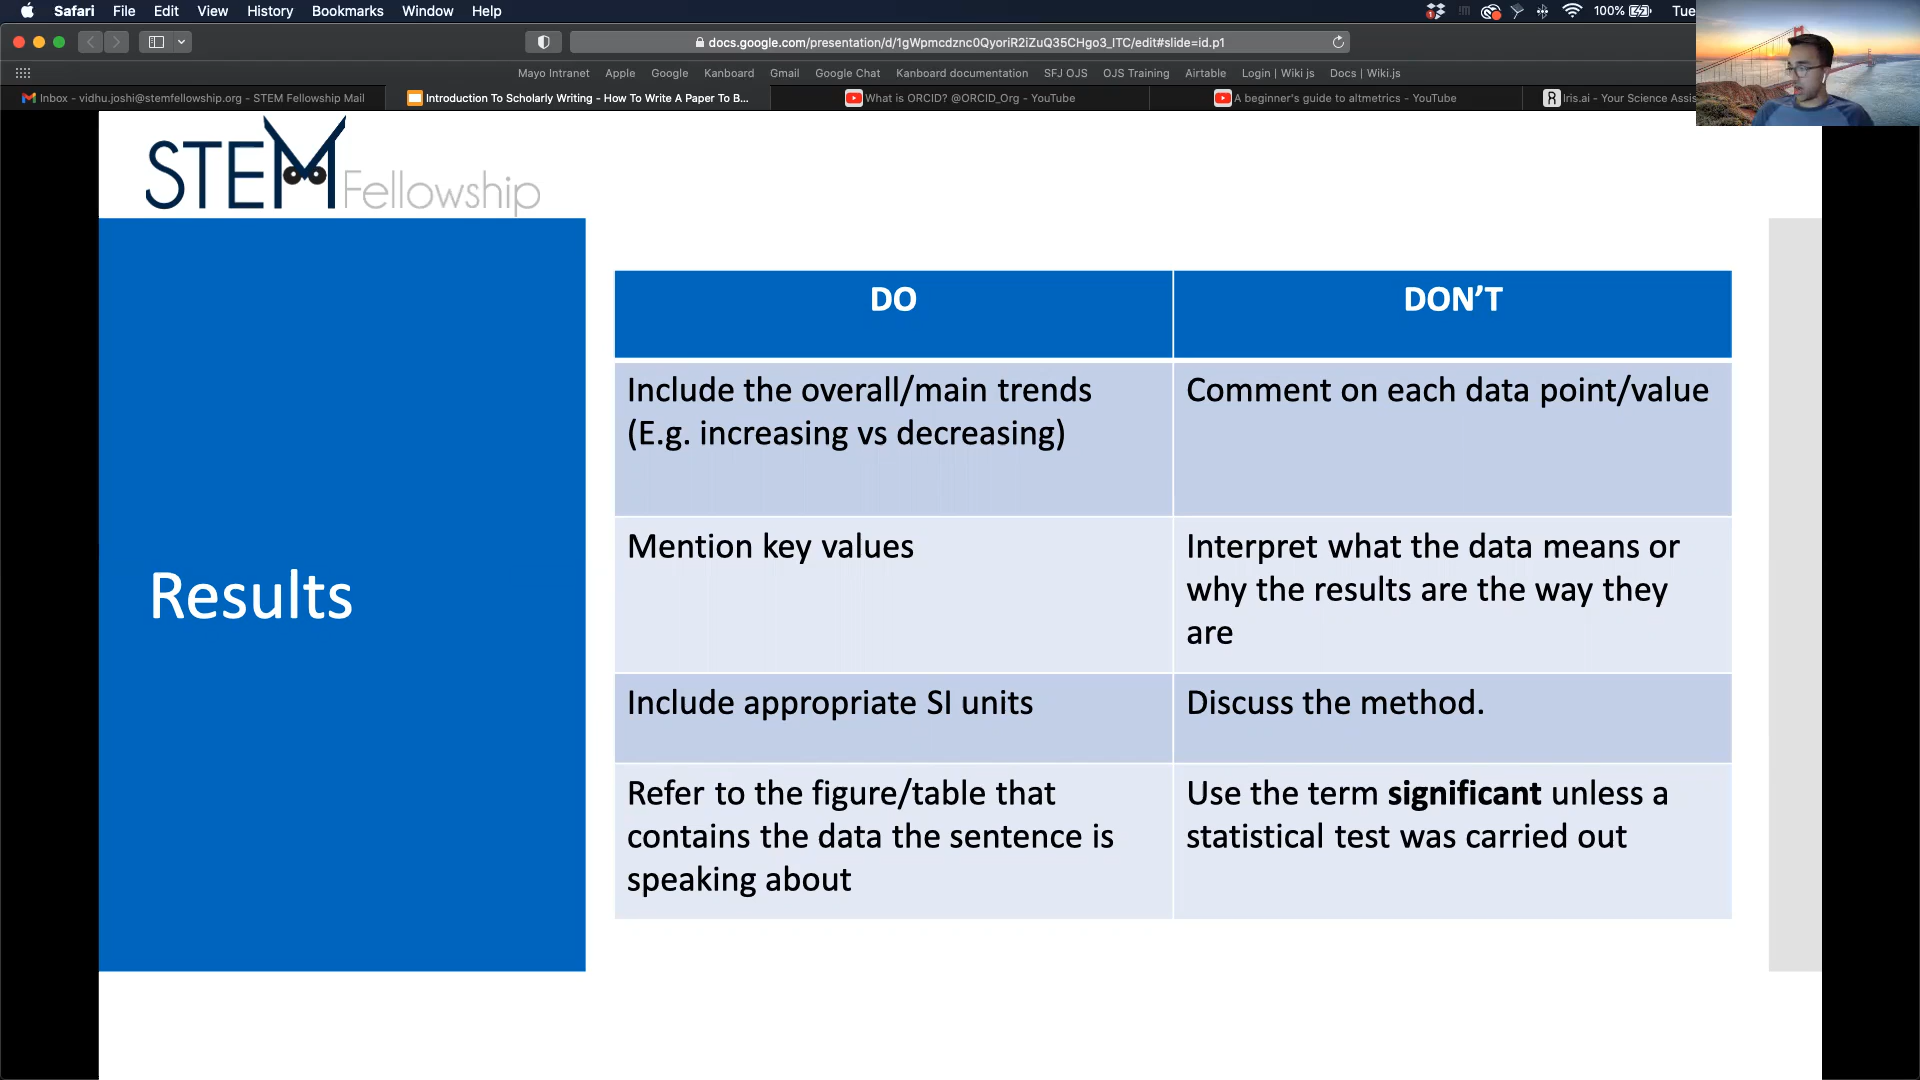 Safari File Edit View History Bookmarks Window Help 100% Tue
docs.google.com/presentation/d/1gWpmcdznc0QyoriR2iZuQ35CHgo3_ITC/edit#slide=id.p1
Mayo Intranet Apple Google Kanboard Gmail Google Chat Kanboard documentation SFJ OJS OJS Training Airtable Login | Wiki js Docs | Wiki.js
Inbox - vidhu.joshi@stemfellowship.org - STEM Fellowship Mail Introduction To Scholarly Writing - How To Write A Paper To B... What is ORCID? @ORCID_Org - YouTube A beginner's guide to altmetrics - YouTube R Iris.ai - Your Science Assis
STEM Fellowship
Results
DO
DON’T
Include the overall/main trends
(E.g. increasing vs decreasing)
Comment on each data point/value
Mention key values
Interpret what the data means or
why the results are the way they
are
Include appropriate SI units
Discuss the method.
Refer to the figure/table that
contains the data the sentence is
speaking about
Use the term significant unless a
statistical test was carried out